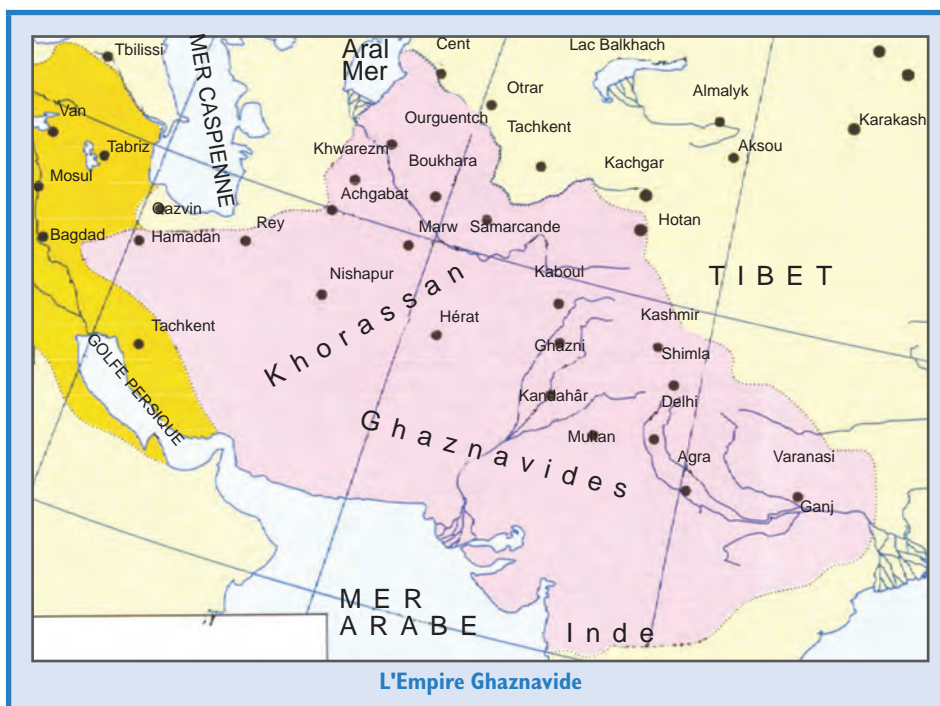 Tbilissi
MER CASPIENNE
Aral
Mer
Cent
Lac Balkhach
Otrar
Almalyk
Van
Ourguentch
Tachkent
Karakash
Tabriz
Khwarezm
Boukhara
Aksou
Mosul
Kachgar
Achgabat
Qazvin
Rey
Marw
Samarcande
Hotan
Bagdad
Hamadan
TIBET
Nishapur
Kaboul
Khorassan
Kashmir
Tachkent
Hérat
Ghazni
Shimla
GOLFE PERSIQUE
Kandahâr
Delhi
Ghaznavides
Multan
Agra
Varanasi
Ganj
MER
ARABE
Inde
L'Empire Ghaznavide